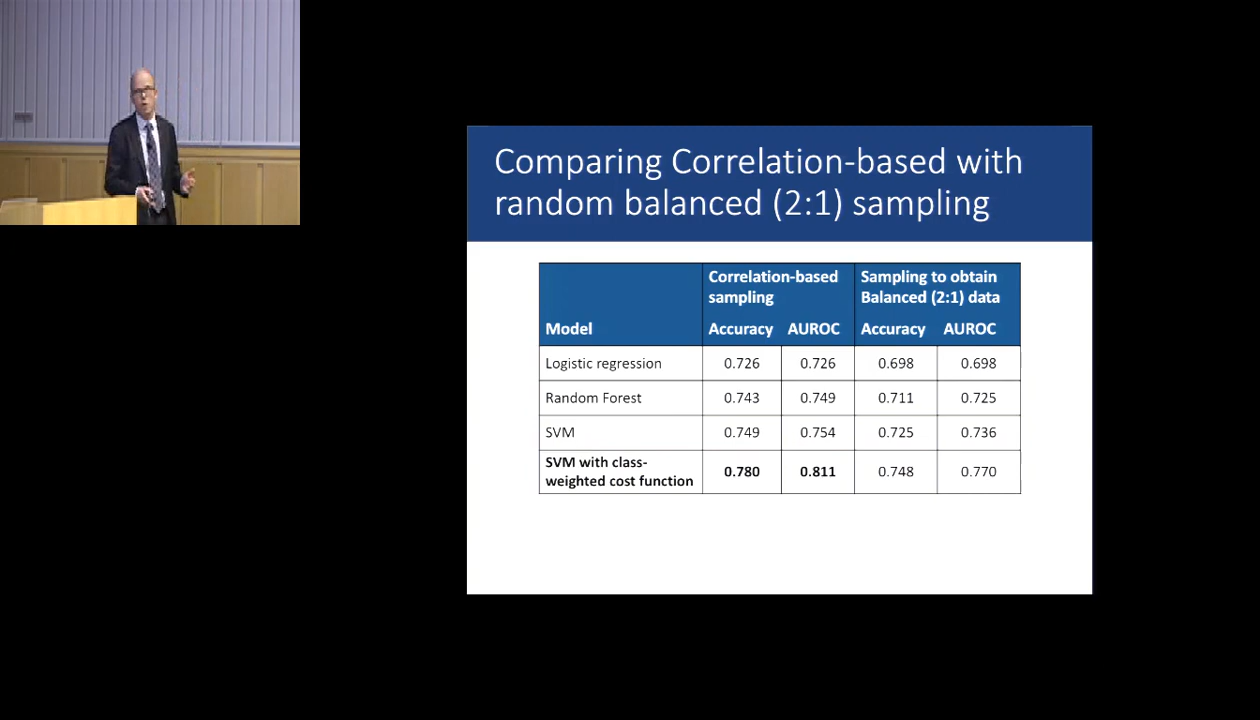 Comparing Correlation-based with
random balanced (2:1) sampling
Model
Correlation-based
sampling
Sampling to obtain
Balanced (2:1) data
Accuracy AUROC Accuracy AUROC
Logistic regression 0.726 0.726 0.698 0.698
Random Forest 0.743 0.749 0.711 0.725
SVM 0.749 0.754 0.725 0.736
SVM with class-
weighted cost function 0.780 0.811 0.748 0.770